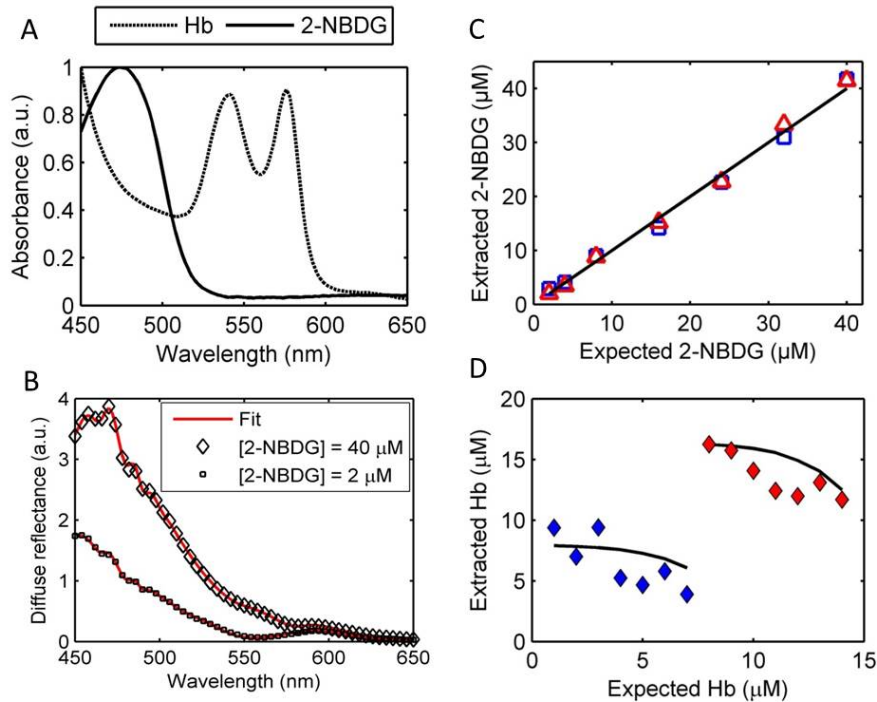 A
Hb 2-NBDG
Absorbance (a.u.)
1
0.8
0.6
0.4
0.2
0
450 500 550 600 650
Wavelength (nm)
B
Diffuse reflectance (a.u.)
4
3
2
1
0
Fit
[2-NBDG] = 40 μM
[2-NBDG] = 2 μM
450 500 550 600 650
Wavelength (nm)
C
Extracted 2-NBDG
(μM)
40
30
20
10
0
0 10 20 30 40
Expected 2-NBDG (μM)
D
Extracted Hb (μM)
20
15
10
5
0
0 5 10 15
Expected Hb (μM)